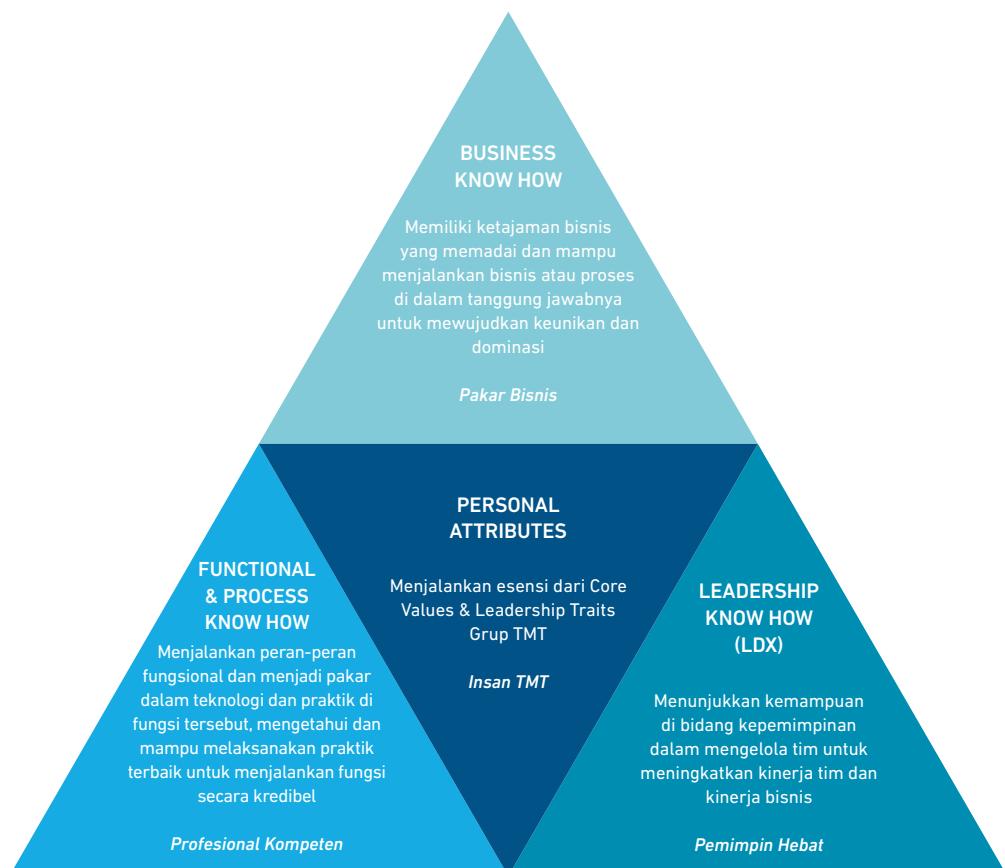 BUSINESS
KNOW HOW
Memiliki ketajaman bisnis
yang memadai dan mampu
menjalankan bisnis atau proses
di dalam tanggung jawabnya
untuk mewujudkan keunikan dan
dominasi
Pakar Bisnis
PERSONAL
ATTRIBUTES
Menjalankan esensi dari Core
Values & Leadership Traits
Grup TMT
Insan TMT
FUNCTIONAL
& PROCESS
KNOW HOW
Menjalankan peran-peran
fungsional dan menjadi pakar
dalam teknologi dan praktik di
fungsi tersebut, mengetahui dan
mampu melaksanakan praktik
terbaik untuk menjalankan fungsi
secara kredibel
Profesional Kompeten
LEADERSHIP
KNOW HOW
(LDX)
Menunjukkan kemampuan
di bidang kepemimpinan
dalam mengelola tim untuk
meningkatkan kinerja tim dan
kinerja bisnis
Pemimpin Hebat